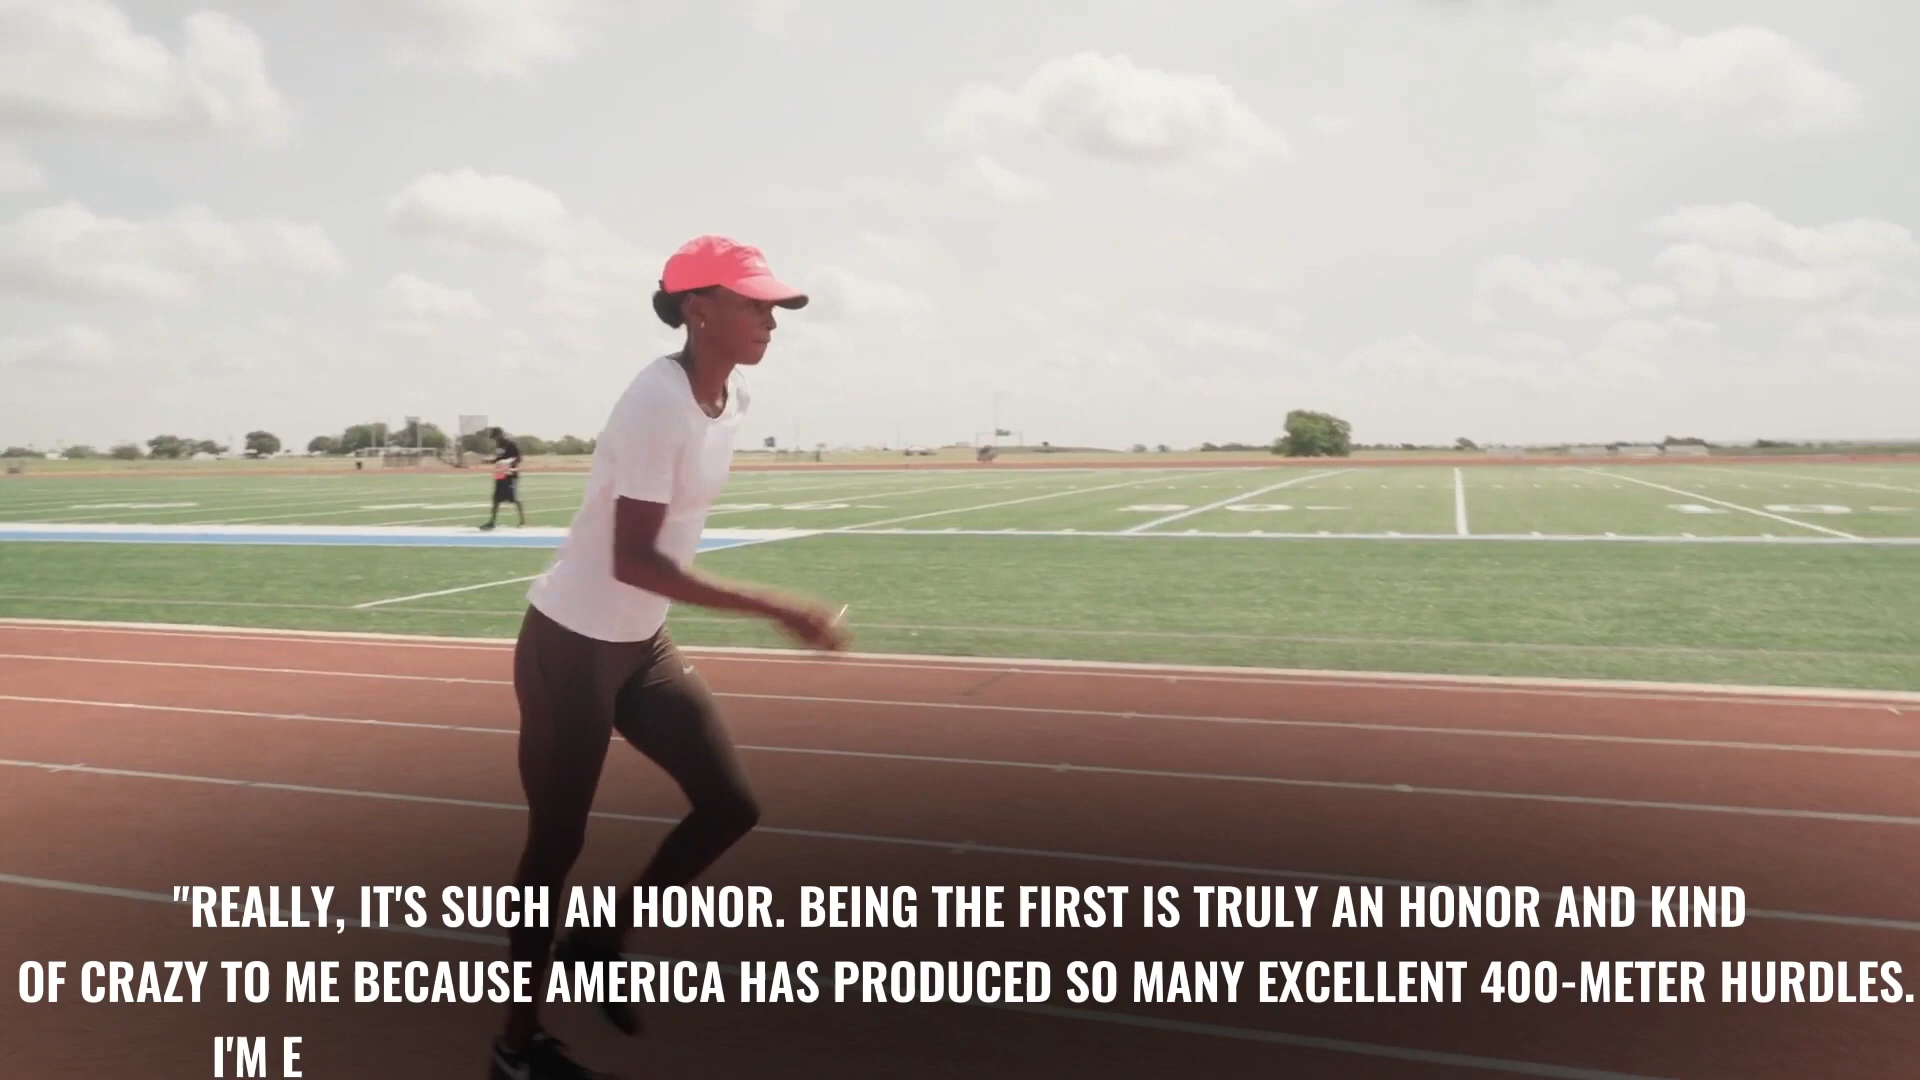 "REALLY, IT'S SUCH AN HONOR. BEING THE FIRST IS TRULY AN HONOR AND KIND
OF CRAZY TO ME BECAUSE AMERICA HAS PRODUCED SO MANY EXCELLENT 400-METER HURDLES.
I'M E